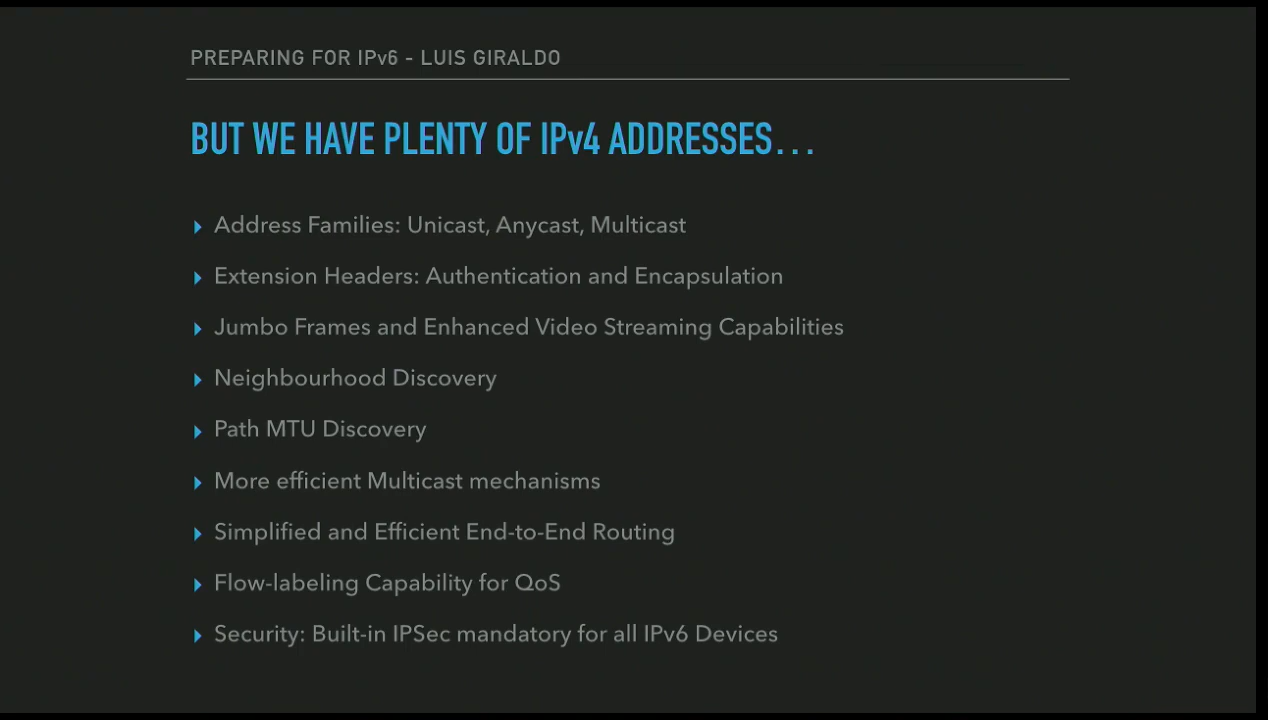 PREPARING FOR IPv6 - LUIS GIRALDO
BUT WE HAVE PLENTY OF IPv4 ADDRESSES...
Address Families: Unicast, Anycast, Multicast
Extension Headers: Authentication and Encapsulation
Jumbo Frames and Enhanced Video Streaming Capabilities
Neighbourhood Discovery
Path MTU Discovery
More efficient Multicast mechanisms
Simplified and Efficient End-to-End Routing
Flow-labeling Capability for QoS
Security: Built-in IPSec mandatory for all IPv6 Devices